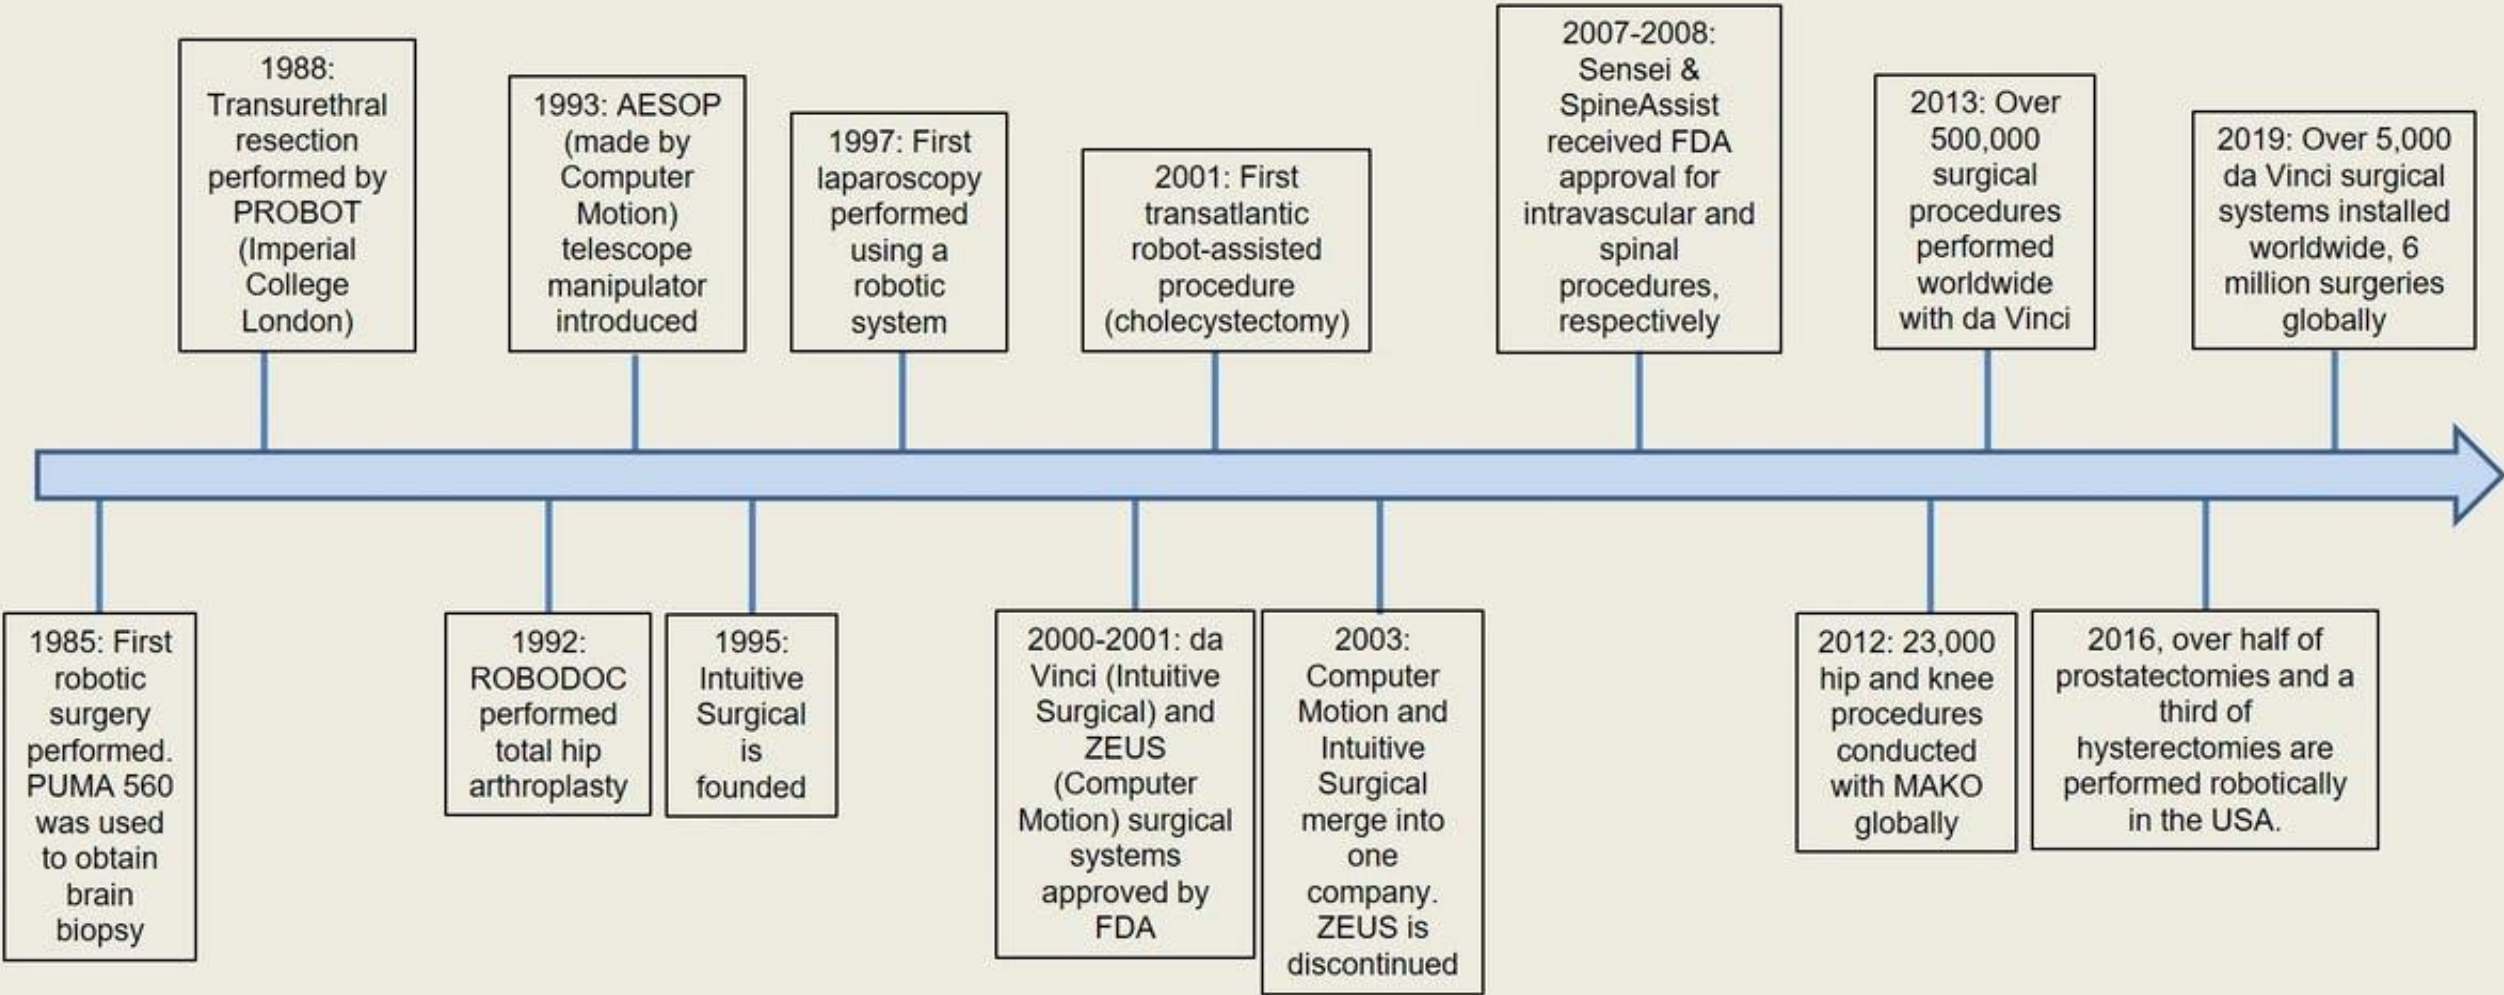 1988:
Transurethral
resection
performed by
PROBOT
(Imperial
College
London)
1993: AESOP
(made by
Computer
Motion)
telescope
manipulator
introduced
1997: First
laparoscopy
performed
using a
robotic
system
2001: First
transatlantic
robot-assisted
procedure
(cholecystectomy)
2007-2008:
Sensei &
SpineAssist
received FDA
approval for
intravascular and
spinal
procedures,
respectively
2013: Over
500,000
surgical
procedures
performed
worldwide
with da Vinci
2019: Over 5,000
da Vinci surgical
systems installed
worldwide, 6
million surgeries
globally
1985: First
robotic
surgery
performed.
PUMA 560
was used
to obtain
brain
biopsy
1992:
ROBODOC
performed
total hip
arthroplasty
1995:
Intuitive
Surgical
is
founded
2000-2001: da
Vinci (Intuitive
Surgical) and
ZEUS
(Computer
Motion) surgical
systems
approved by
FDA
2003:
Computer
Motion and
Intuitive
Surgical
merge into
one
company.
ZEUS is
discontinued
2012: 23,000
hip and knee
procedures
conducted
with MAKO
globally
2016, over half of
prostatectomies and a
third of
hysterectomies are
performed robotically
in the USA.